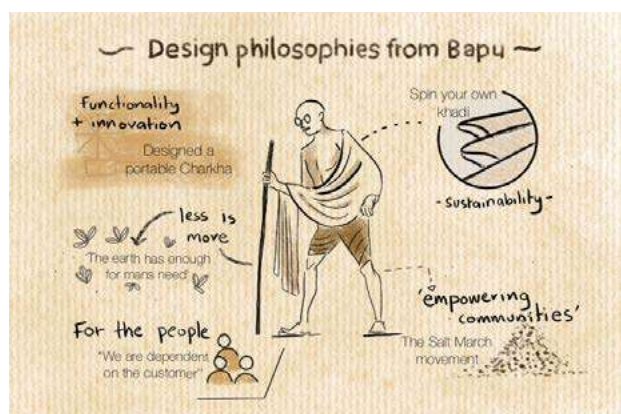 Design philosophies from Bapu
functionality
+ innovation
Designed a
portable Charkha
less is
more
"The earth has enough
for mans need"
For the people
"We are dependent
on the customer"
Spin your own
khadi
- sustainability -
'empowering
communities'
The Salt March
movement